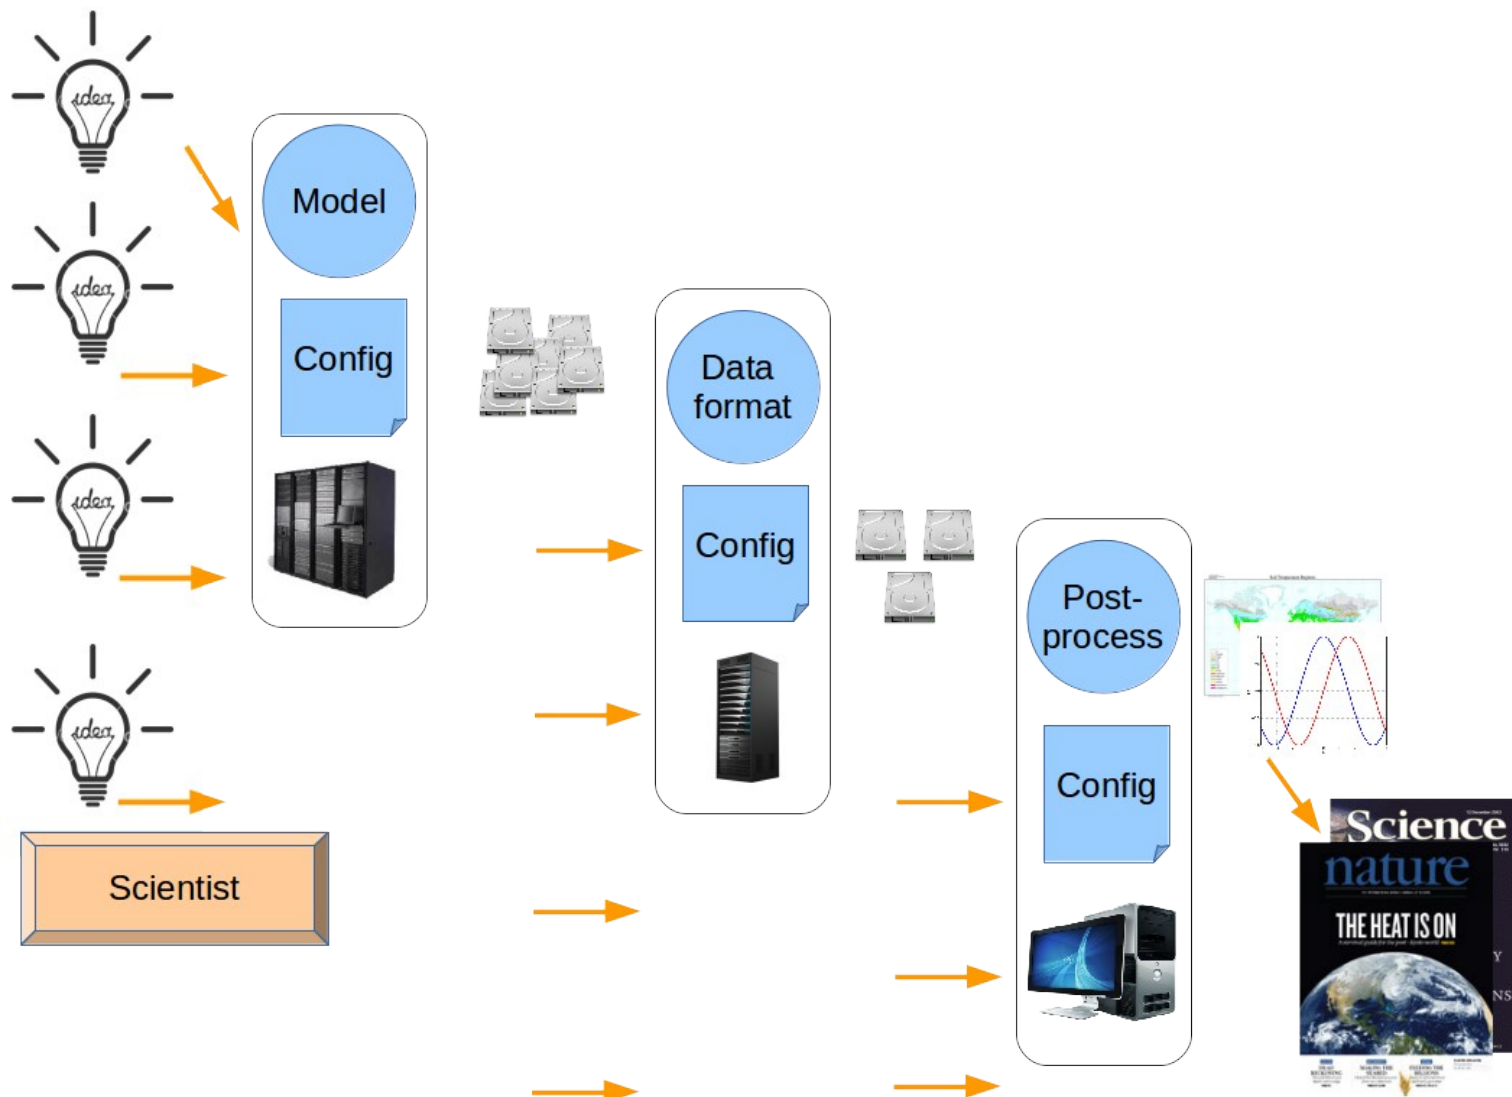 idea
idea
idea
idea
Model
Config
Data
format
Config
Post-
process
Config
Scientist
Science
nature
THE HEAT IS ON